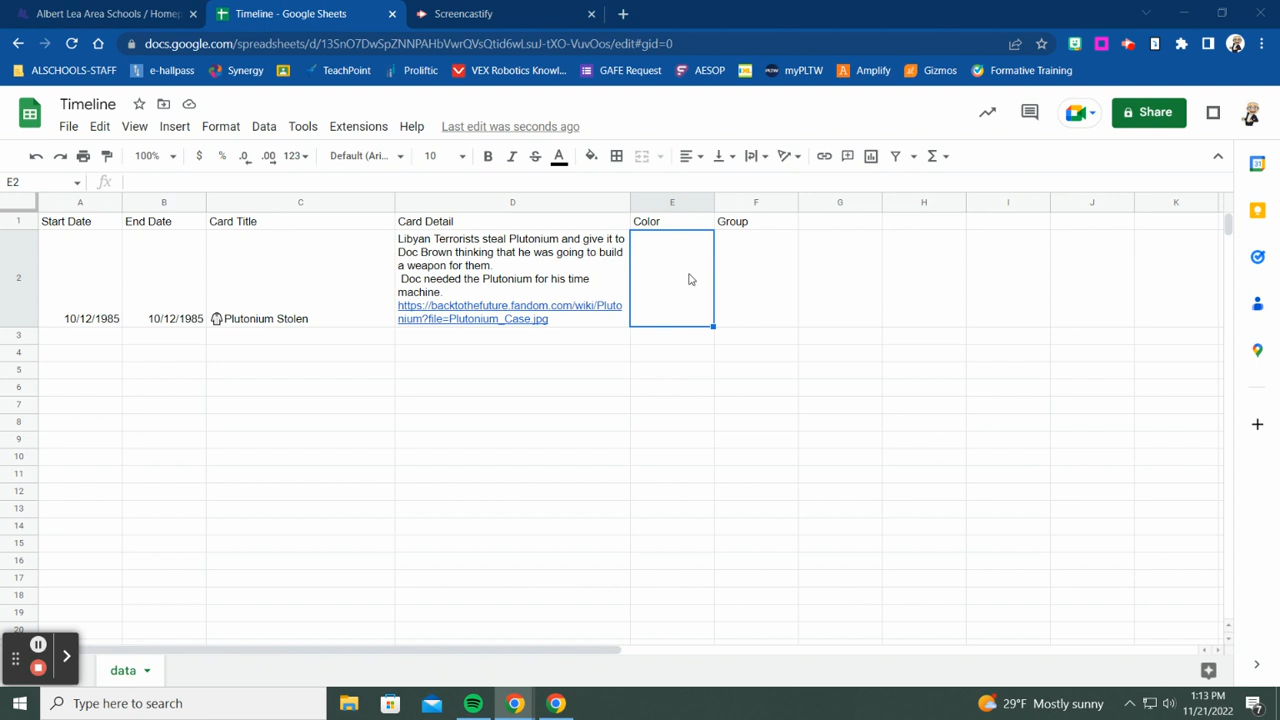 Albert Lea Area Schools / Homep
Timeline - Google Sheets
Screencastify
docs.google.com/spreadsheets/d/13SnO7DwSpZNNPAHbVwrQVsQtid6wLsuJ-tXO-VuvOos/edit#gid=0
ALSCHOOLS-STAFF
e-hallpass
Synergy
TeachPoint
Proliftic
VEX Robotics Knowl...
GAFE Request
AESOP
IXL
myPLTW
Amplify
Gizmos
Formative Training
Timeline
File Edit View Insert Format Data Tools Extensions Help Last edit was seconds ago
Share
100% $ % .0 .00 123 Default (Ari... 10 B I S A
E2 fx
A B C D E F G H I J K
1 Start Date End Date Card Title Card Detail Color Group
Libyan Terrorists steal Plutonium and give it to
Doc Brown thinking that he was going to build
a weapon for them.
Doc needed the Plutonium for his time
machine.
https://backtothefuture.fandom.com/wiki/Pluto
nium?file=Plutonium_Case.jpg
2 10/12/1985 10/12/1985 Plutonium Stolen
3
4
5
6
7
8
9
10
11
12
13
14
15
16
17
18
19
20
data
Type here to search
29°F Mostly sunny
1:13 PM
11/21/2022
7